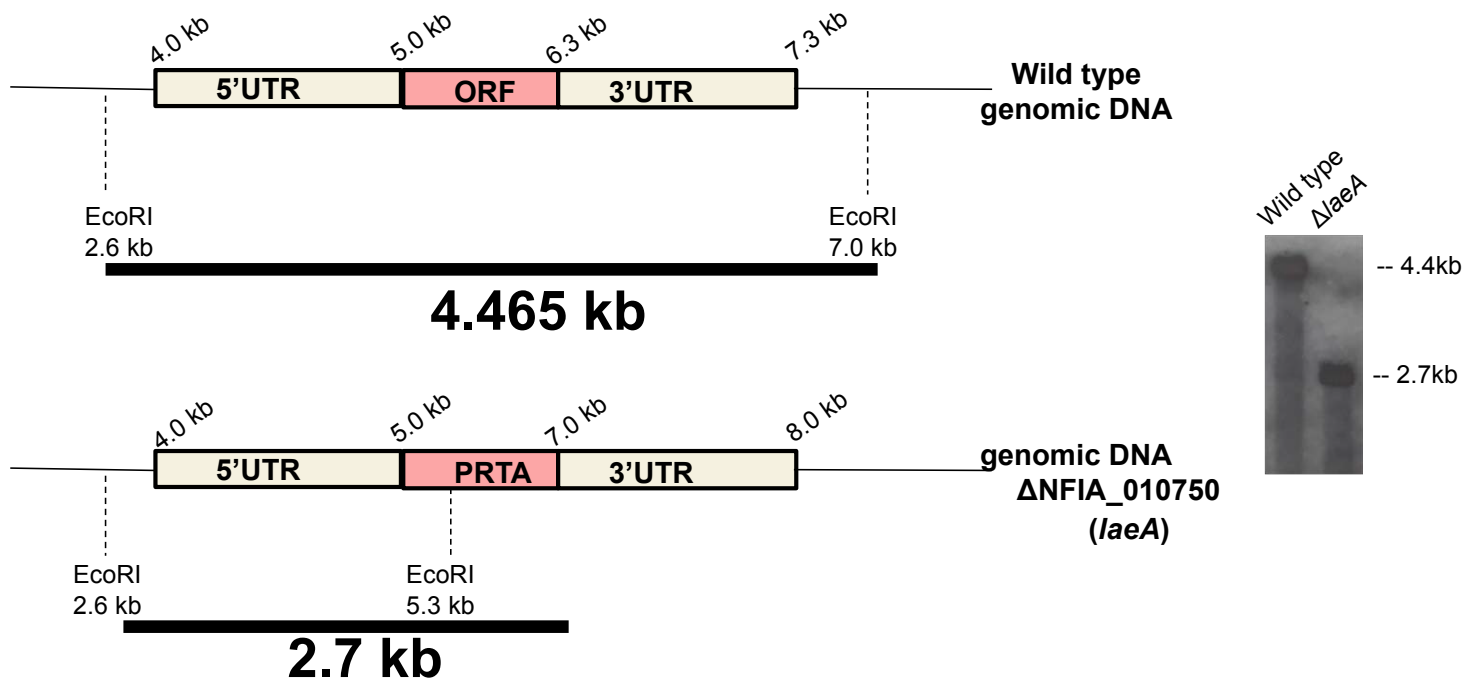 4.0 kb
5.0 kb
6.3 kb
7.3 kb
5’UTR
ORF
3’UTR
Wild type
genomic DNA
EcoRI
2.6 kb
EcoRI
7.0 kb
4.465 kb
Wild type
ΔlaeA
-- 4.4kb
-- 2.7kb
4.0 kb
5.0 kb
7.0 kb
8.0 kb
5’UTR
PRTA
3’UTR
genomic DNA
ΔNFIA_010750
(laeA)
EcoRI
2.6 kb
EcoRI
5.3 kb
2.7 kb